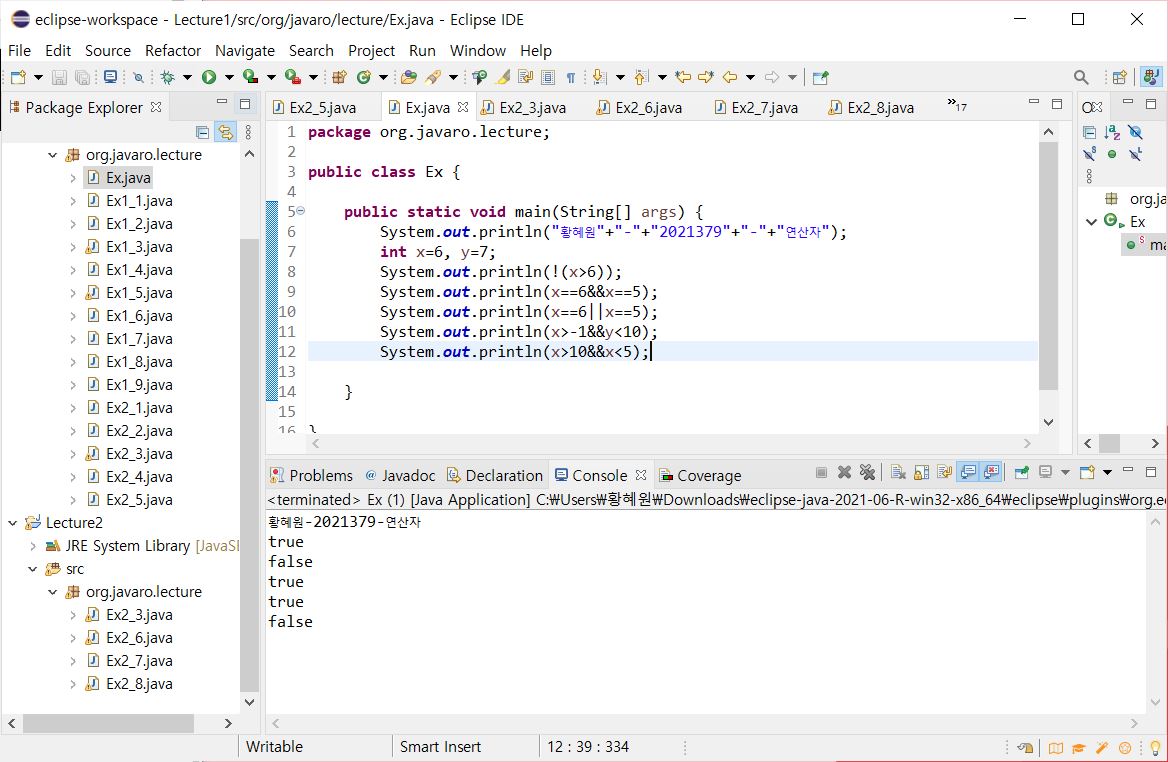 eclipse-workspace - Lecture1/src/org/javaro/lecture/Ex.java - Eclipse IDE
File Edit Source Refactor Navigate Search Project Run Window Help
Package Explorer
org.javaro.lecture
Ex.java
Ex1_1.java
Ex1_2.java
Ex1_3.java
Ex1_4.java
Ex1_5.java
Ex1_6.java
Ex1_7.java
Ex1_8.java
Ex1_9.java
Ex2_1.java
Ex2_2.java
Ex2_3.java
Ex2_4.java
Ex2_5.java
Lecture2
JRE System Library [JavaSE
src
org.javaro.lecture
Ex2_3.java
Ex2_6.java
Ex2_7.java
Ex2_8.java
Ex2_5.java Ex.java Ex2_3.java Ex2_6.java Ex2_7.java Ex2_8.java »17
1 package org.javaro.lecture;
2
3 public class Ex {
4
5 public static void main(String[] args) {
6 System.out.println("황혜원"+"-"+"2021379"+"-"+"연산자");
7 int x=6, y=7;
8 System.out.println(!(x>6));
9 System.out.println(x==6&&x==5);
10 System.out.println(x==6||x==5);
11 System.out.println(x>-1&&y<10);
12 System.out.println(x>10&&x<5);
13
14 }
15
16 }
org.ja
Ex
ma
Problems @ Javadoc Declaration Console Coverage
<terminated> Ex (1) [Java Application] C:₩Users₩황혜원₩Downloads₩eclipse-java-2021-06-R-win32-x86_64₩eclipse₩plugins₩org.ec
황혜원-2021379-연산자
true
false
true
true
false
Writable Smart Insert 12 : 39 : 334